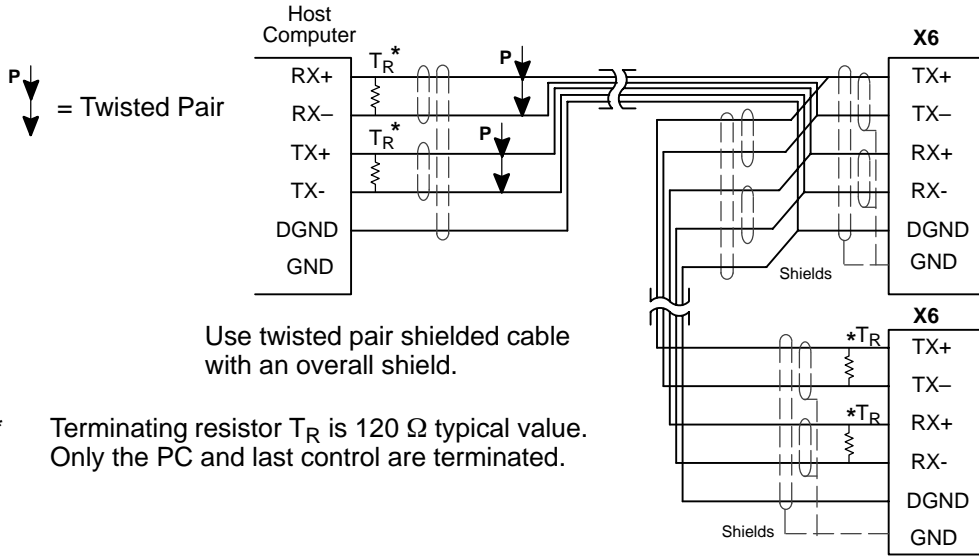 Host
Computer
X6
P
= Twisted Pair
T_R*
P
RX+
RX–
T_R*
P
TX+
TX-
DGND
GND
TX+
TX–
RX+
RX-
DGND
GND
Shields
Use twisted pair shielded cable
with an overall shield.
* Terminating resistor T_R is 120 Ω typical value.
Only the PC and last control are terminated.
X6
*T_R
TX+
TX–
*T_R
RX+
RX-
DGND
GND
Shields